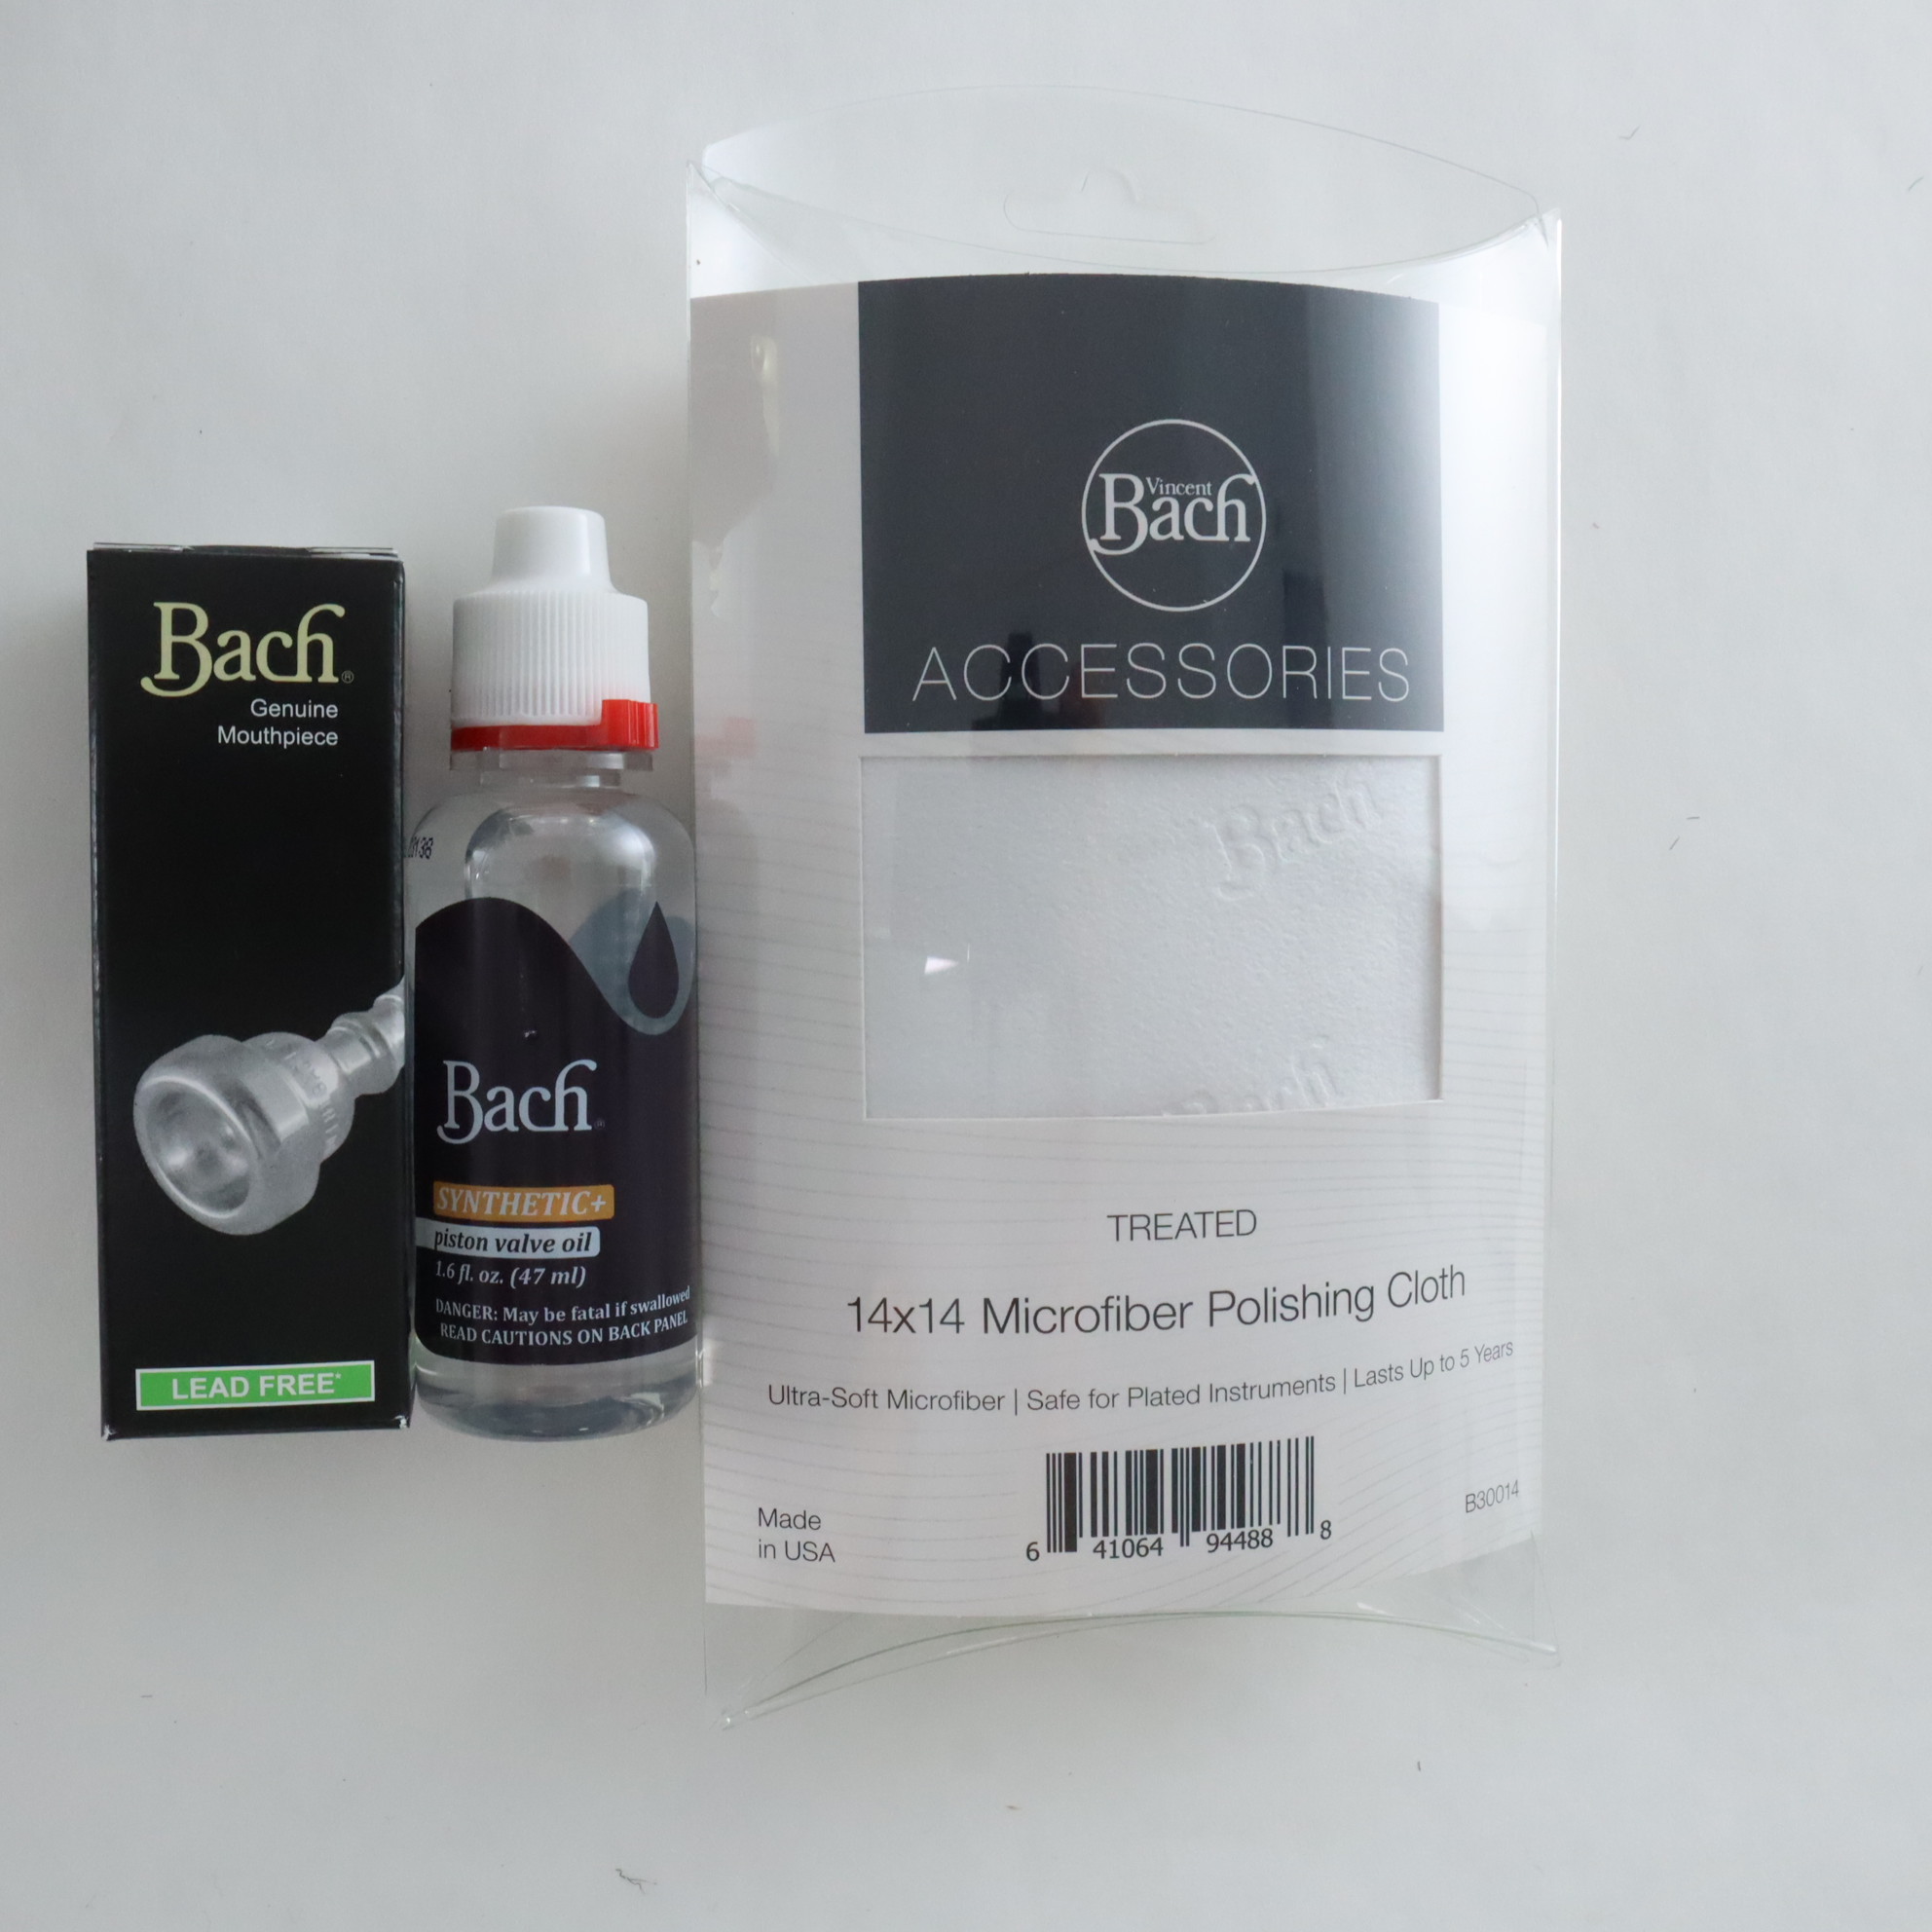 Bach®
Genuine
Mouthpiece
LEAD FREE*
Bach®
SYNTHETIC+
piston valve oil
1.6 fl. oz. (47 ml)
DANGER: May be fatal if swallowed
READ CAUTIONS ON BACK PANEL
Vincent
Bach
ACCESSORIES
Bach
Bach
TREATED
14x14 Microfiber Polishing Cloth
Ultra-Soft Microfiber | Safe for Plated Instruments | Lasts Up to 5 Years
Made
in USA
6 41064 94488 8
B30014